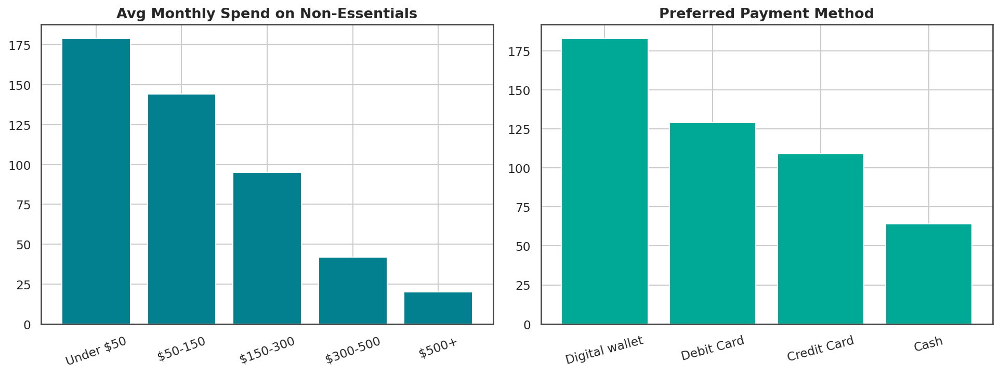 Avg Monthly Spend on Non-Essentials
175
150
125
100
75
50
25
0
Under $50
$50-150
$150-300
$300-500
$500+
Preferred Payment Method
175
150
125
100
75
50
25
0
Digital wallet
Debit Card
Credit Card
Cash